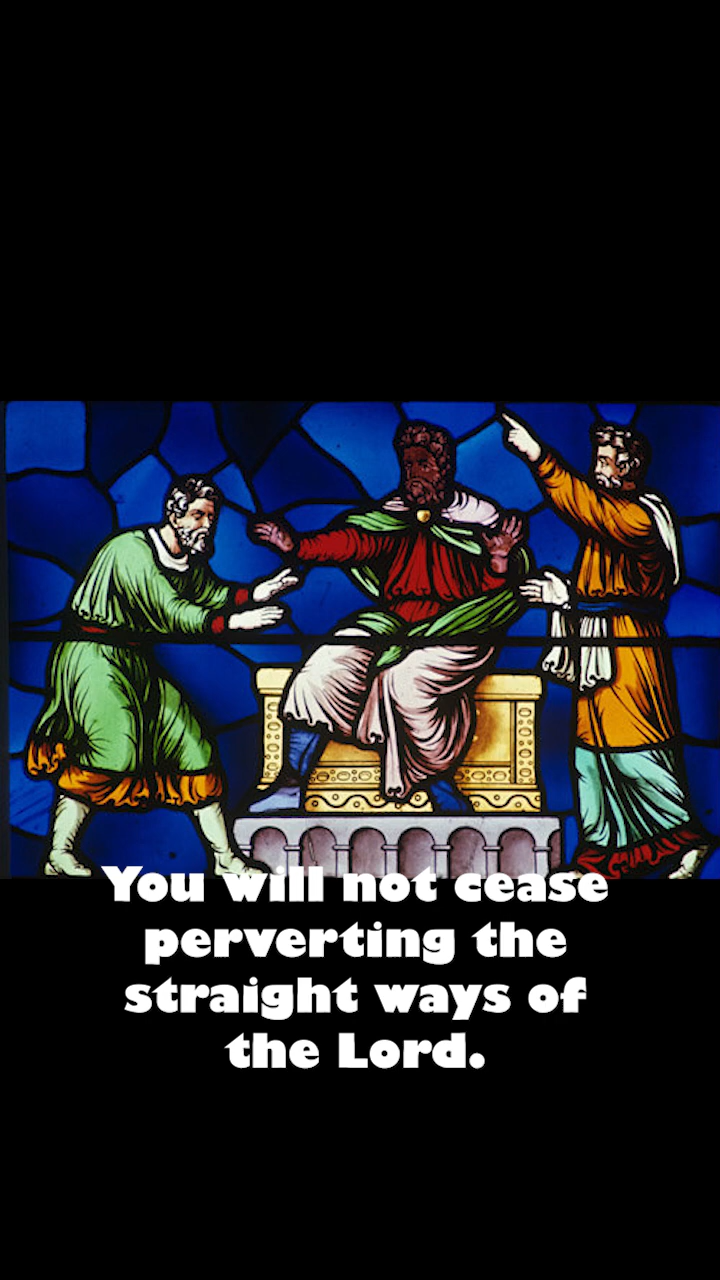 You will not cease
perverting the
straight ways of
the Lord.